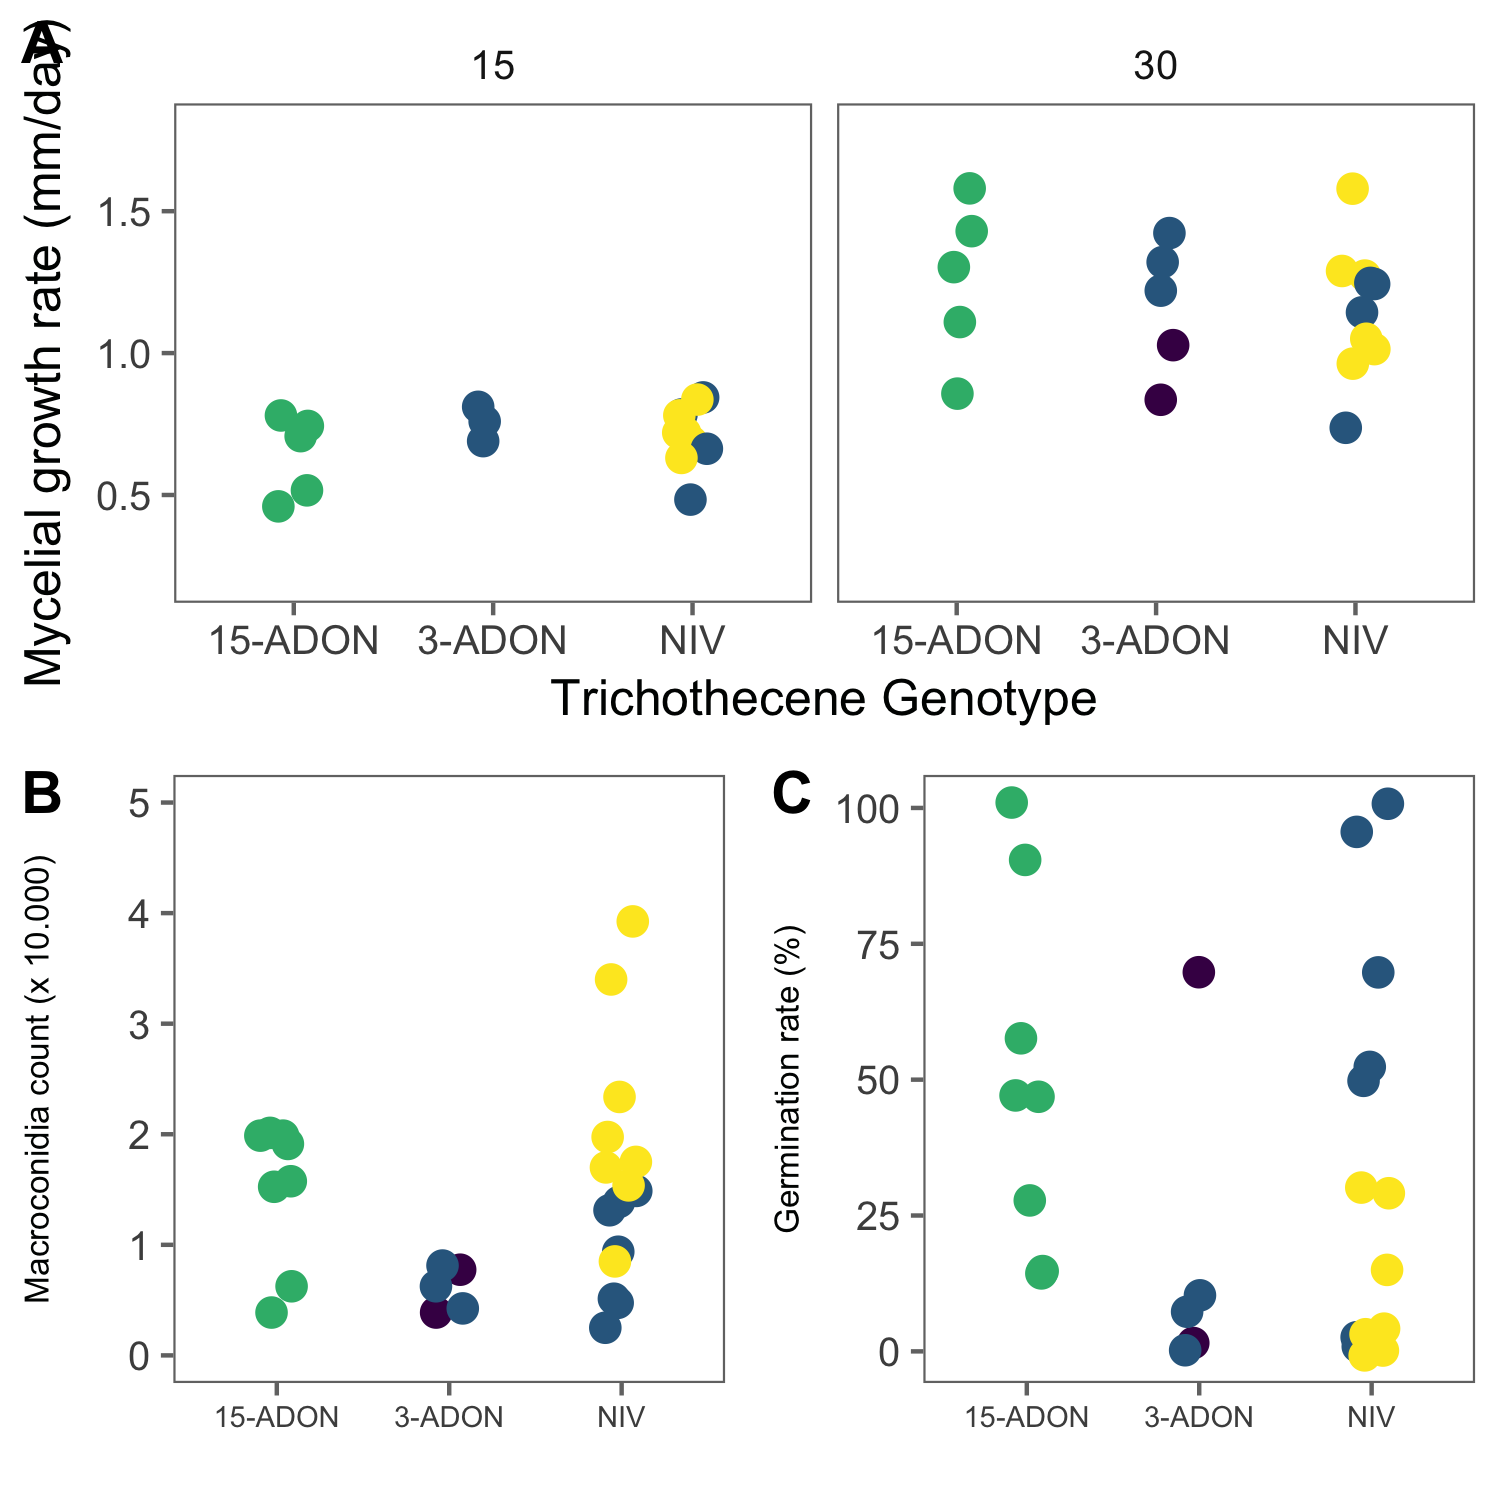 A
Mycelial growth rate (mm/day)
15
30
1.5
1.0
0.5
15-ADON 3-ADON NIV
15-ADON 3-ADON NIV
Trichothecene Genotype
B
Macroconidia count (x 10.000)
5
4
3
2
1
0
15-ADON 3-ADON NIV
C
Germination rate (%)
100
75
50
25
0
15-ADON 3-ADON NIV